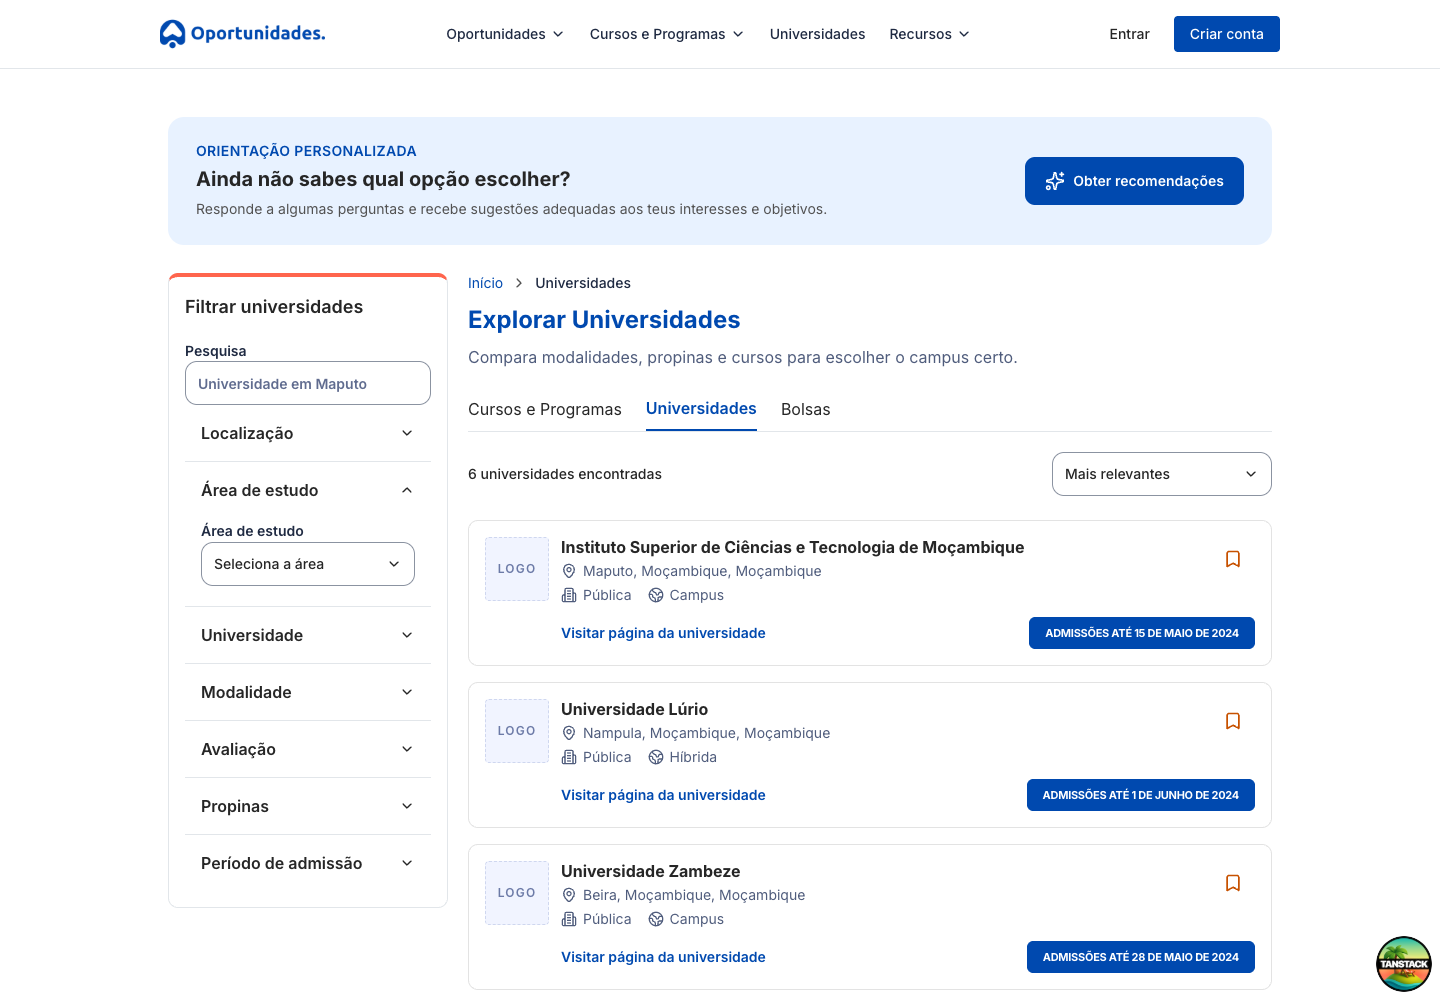 Oportunidades.
Oportunidades
Cursos e Programas
Universidades
Recursos
Entrar
Criar conta
ORIENTAÇÃO PERSONALIZADA
Ainda não sabes qual opção escolher?
Responde a algumas perguntas e recebe sugestões adequadas aos teus interesses e objetivos.
Obter recomendações
Filtrar universidades
Pesquisa
Universidade em Maputo
Localização
Área de estudo
Área de estudo
Seleciona a área
Universidade
Modalidade
Avaliação
Propinas
Período de admissão
Início
Universidades
Explorar Universidades
Compara modalidades, propinas e cursos para escolher o campus certo.
Cursos e Programas
Universidades
Bolsas
6 universidades encontradas
Mais relevantes
LOGO
Instituto Superior de Ciências e Tecnologia de Moçambique
Maputo, Moçambique, Moçambique
Pública
Campus
Visitar página da universidade
ADMISSÕES ATÉ 15 DE MAIO DE 2024
LOGO
Universidade Lúrio
Nampula, Moçambique, Moçambique
Pública
Híbrida
Visitar página da universidade
ADMISSÕES ATÉ 1 DE JUNHO DE 2024
LOGO
Universidade Zambeze
Beira, Moçambique, Moçambique
Pública
Campus
Visitar página da universidade
ADMISSÕES ATÉ 28 DE MAIO DE 2024
TANSTACK